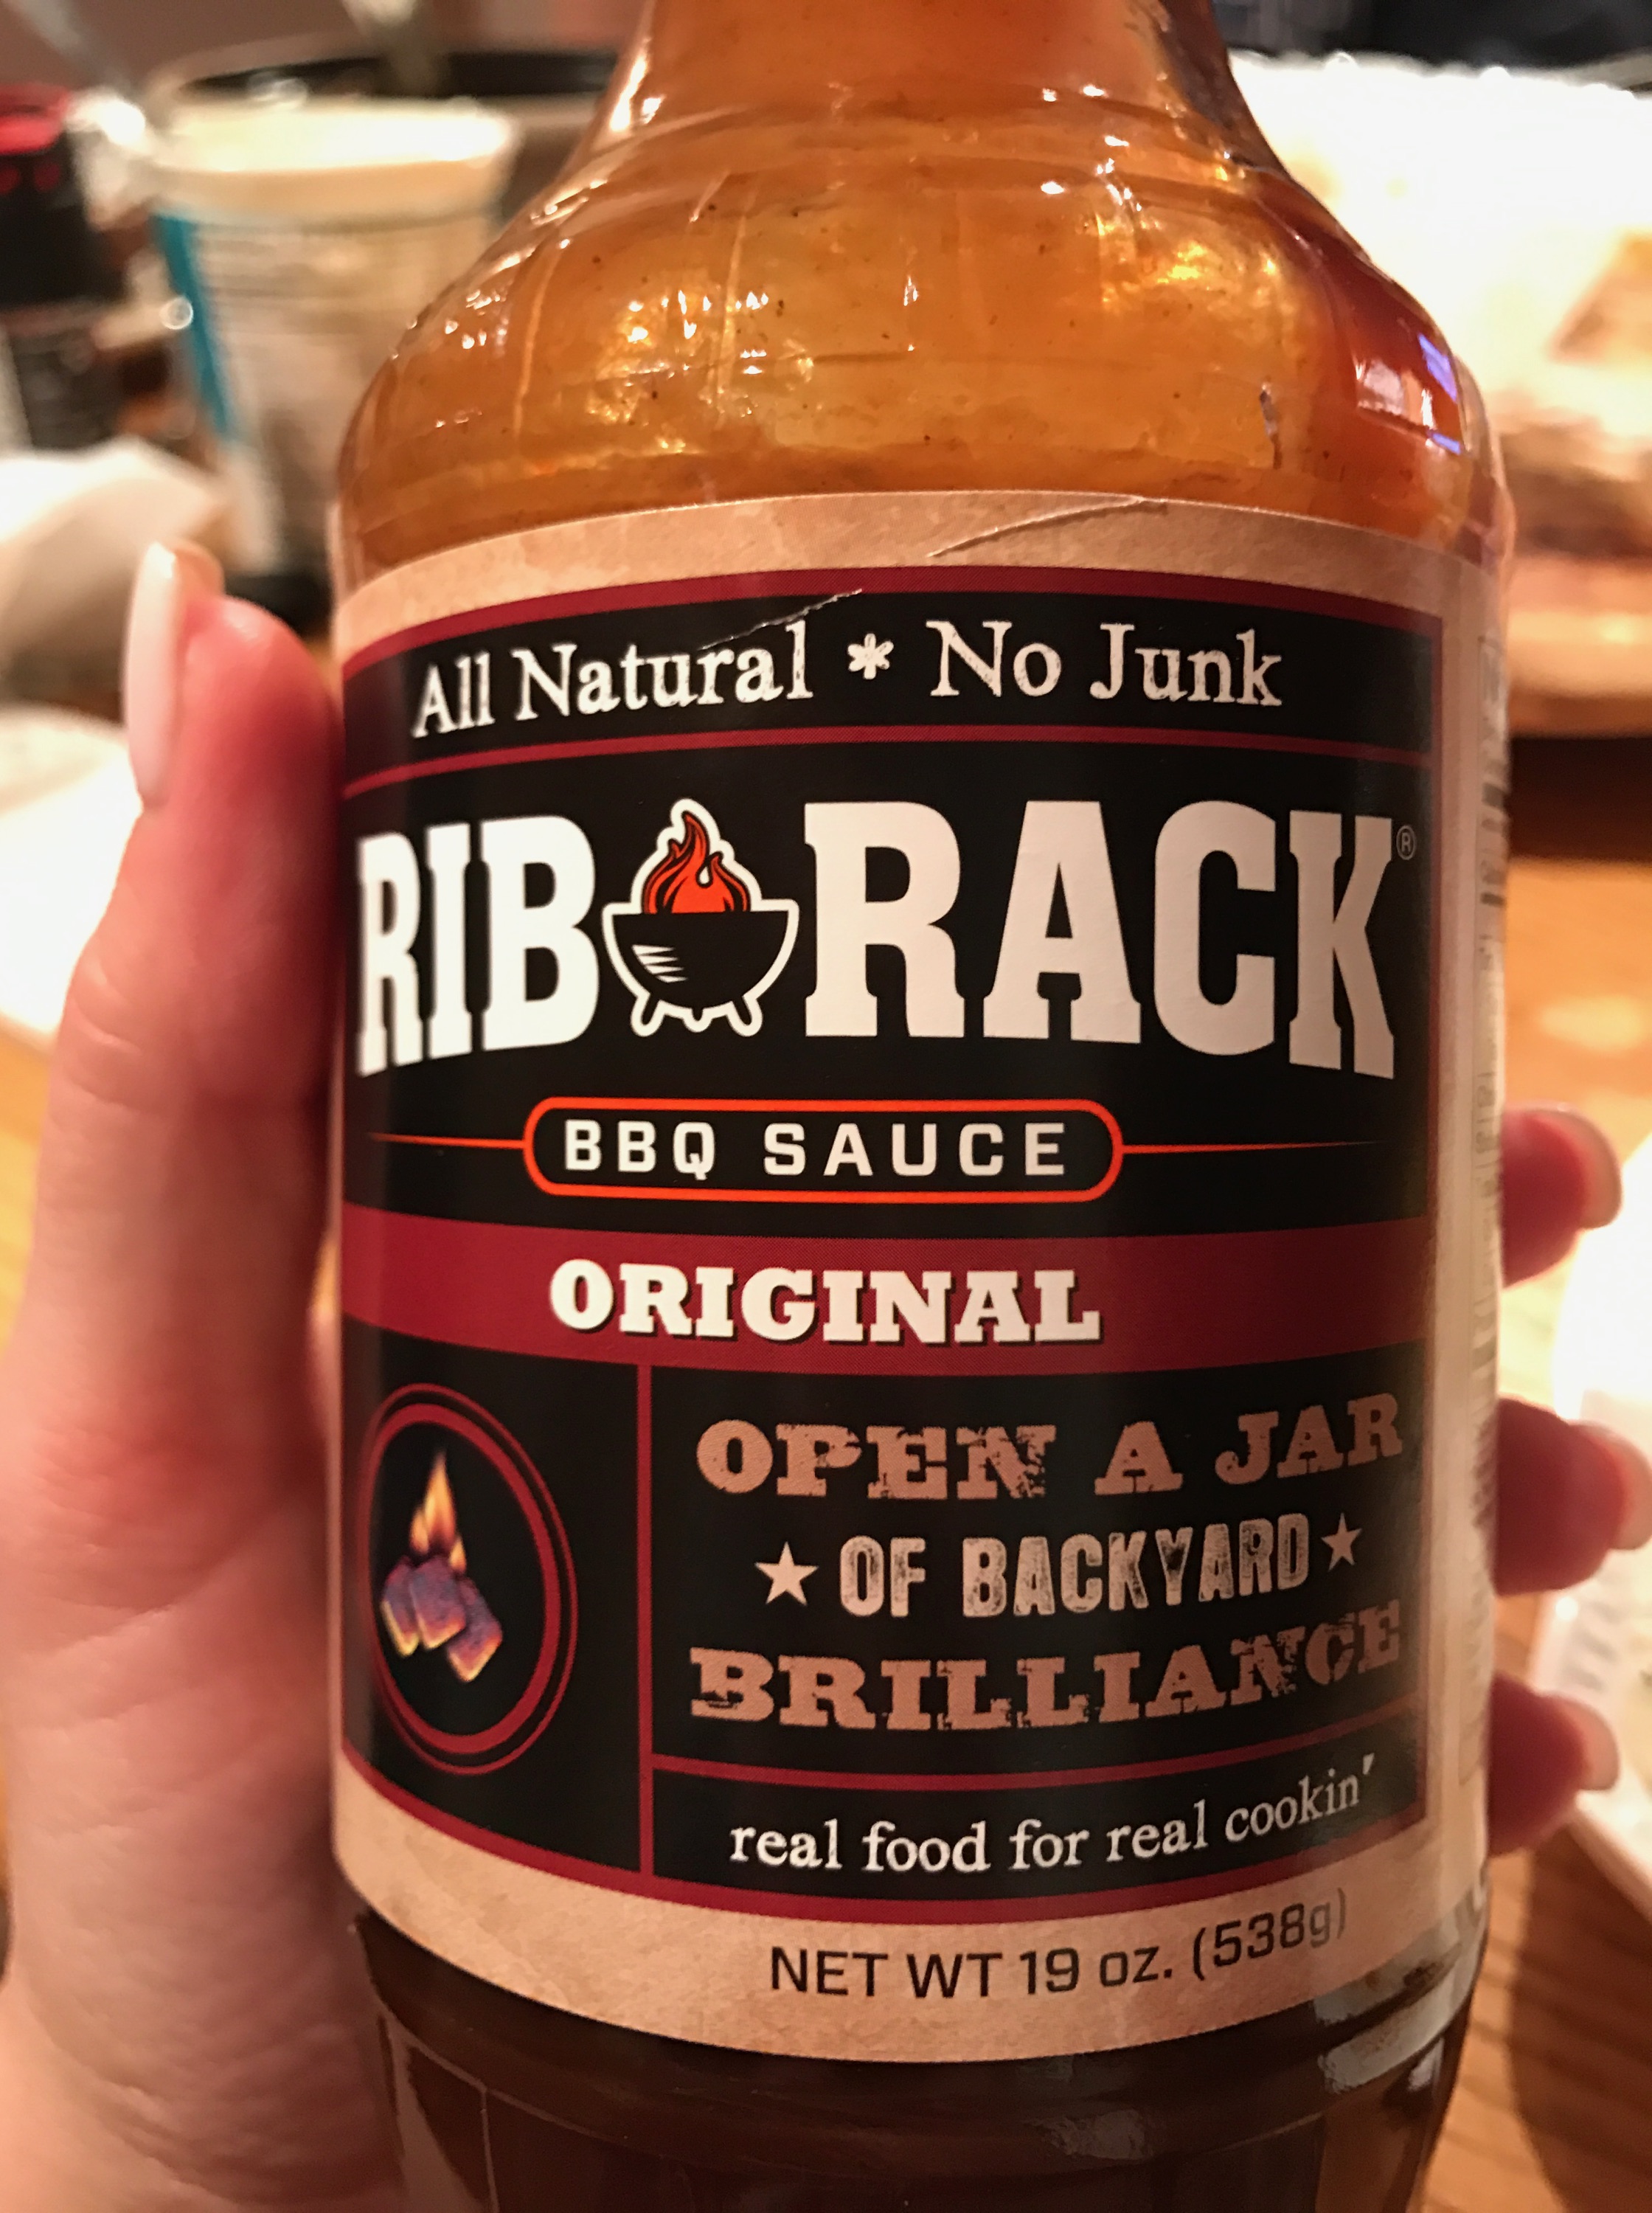 All Natural * No Junk
RIB RACK®
BBQ SAUCE
ORIGINAL
OPEN A JAR
★ OF BACKYARD ★
BRILLIANCE
real food for real cookin'
NET WT 19 oz. (538g)